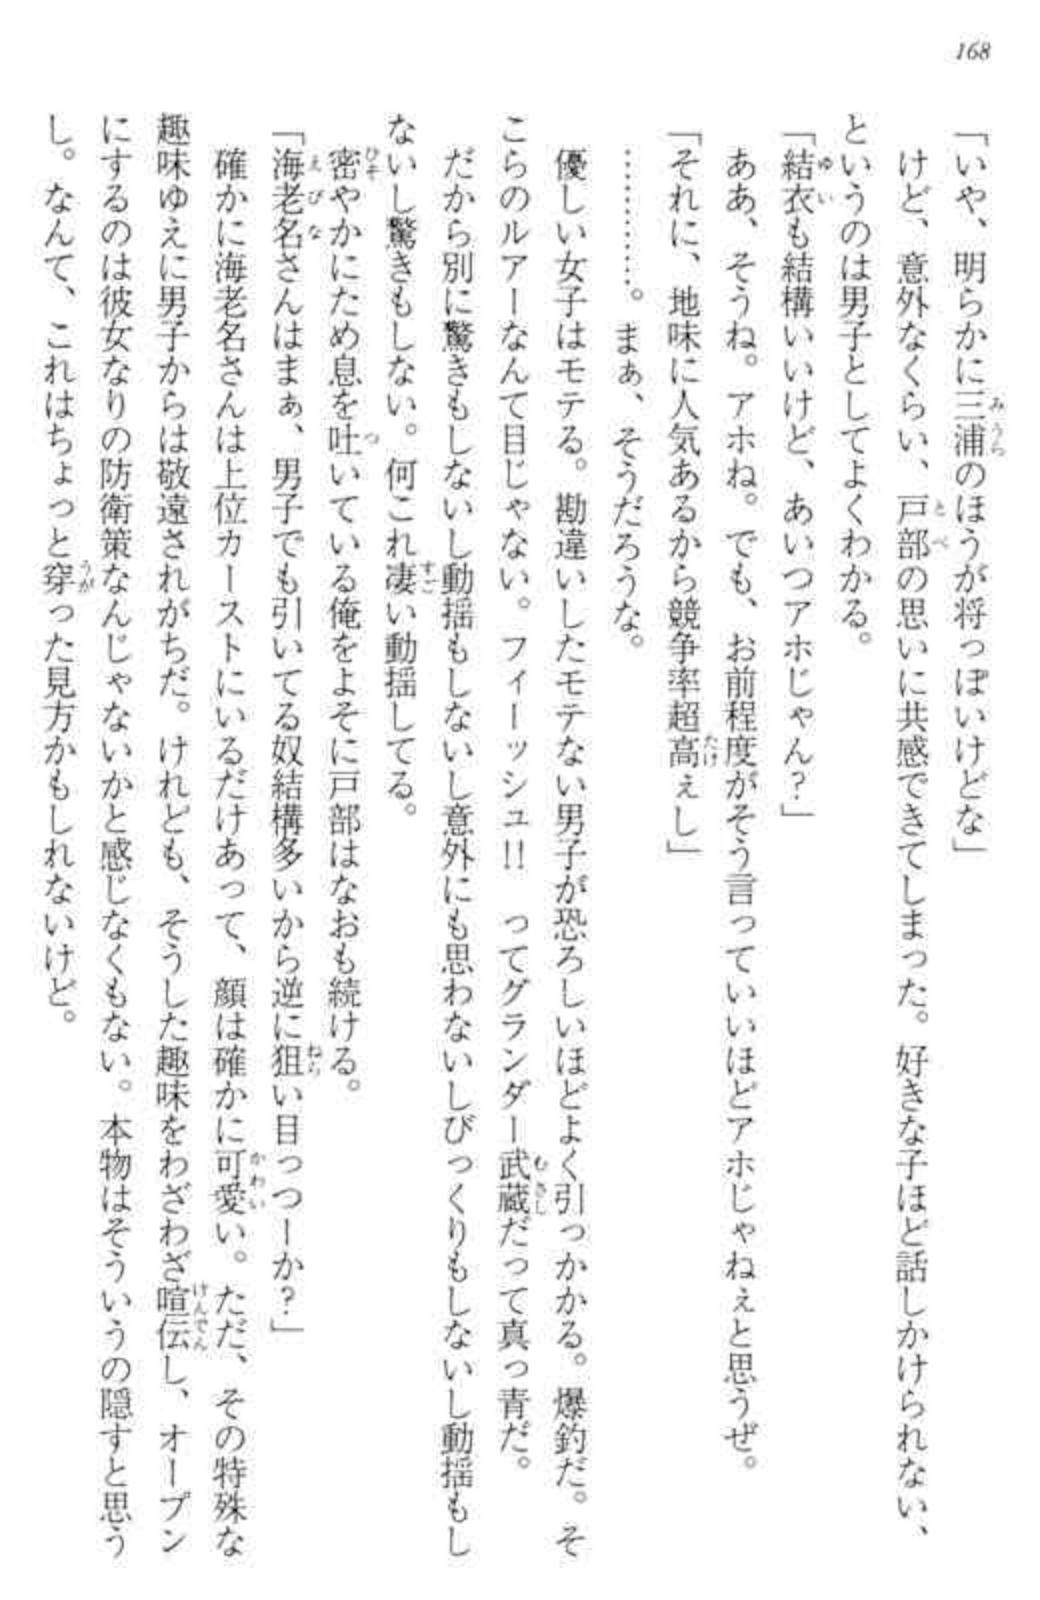 168
「いや、明らかに三浦のほうが将っぽいけどな」
けど、意外なくらい、戸部の思いに共感できてしまった。好きな子ほど話しかけられない、
というのは男子としてよくわかる。
「結衣も結構いいけど、あいつアホじゃん？」
ああ、そうね。アホね。でも、お前程度がそう言っていいほどアホじゃねぇと思うぜ。
「それに、地味に人気あるから競争率超高ぇし」
………。まぁ、そうだろうな。
優しい女子はモテる。勘違いしたモテない男子が恐ろしいほどよく引っかかる。爆釣だ。そ
こらのルアーなんて目じゃない。フィーッシュ!!　ってグランダー武蔵だって真っ青だ。
だから別に驚きもしないし動揺もしないし意外にも思わないしびっくりもしないし動揺もし
ないし驚きもしない。何これ凄い動揺してる。
密やかにため息を吐いている俺をよそに戸部はなおも続ける。
「海老名さんはまぁ、男子でも引いてる奴結構多いから逆に狙い目っつーか？」
確かに海老名さんは上位カーストにいるだけあって、顔は確かに可愛い。ただ、その特殊な
趣味ゆえに男子からは敬遠されがちだ。けれども、そうした趣味をわざわざ喧伝し、オープン
にするのは彼女なりの防衛策なんじゃないかと感じなくもない。本物はそういうの隠すと思う
し。なんて、これはちょっと穿った見方かもしれないけど。